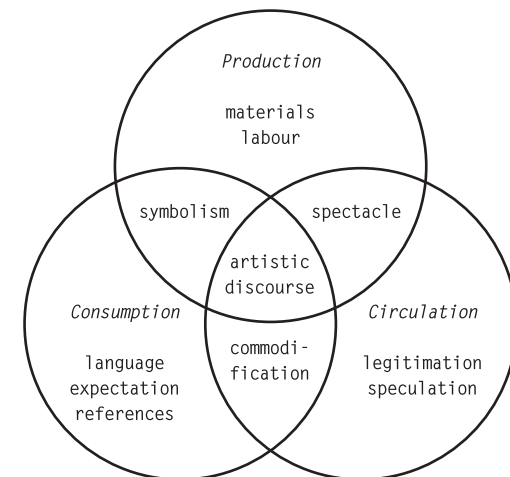 Production
materials
labour
symbolism
spectacle
artistic
discourse
Consumption
Circulation
language
expectation
references
commodi-
fication
legitimation
speculation